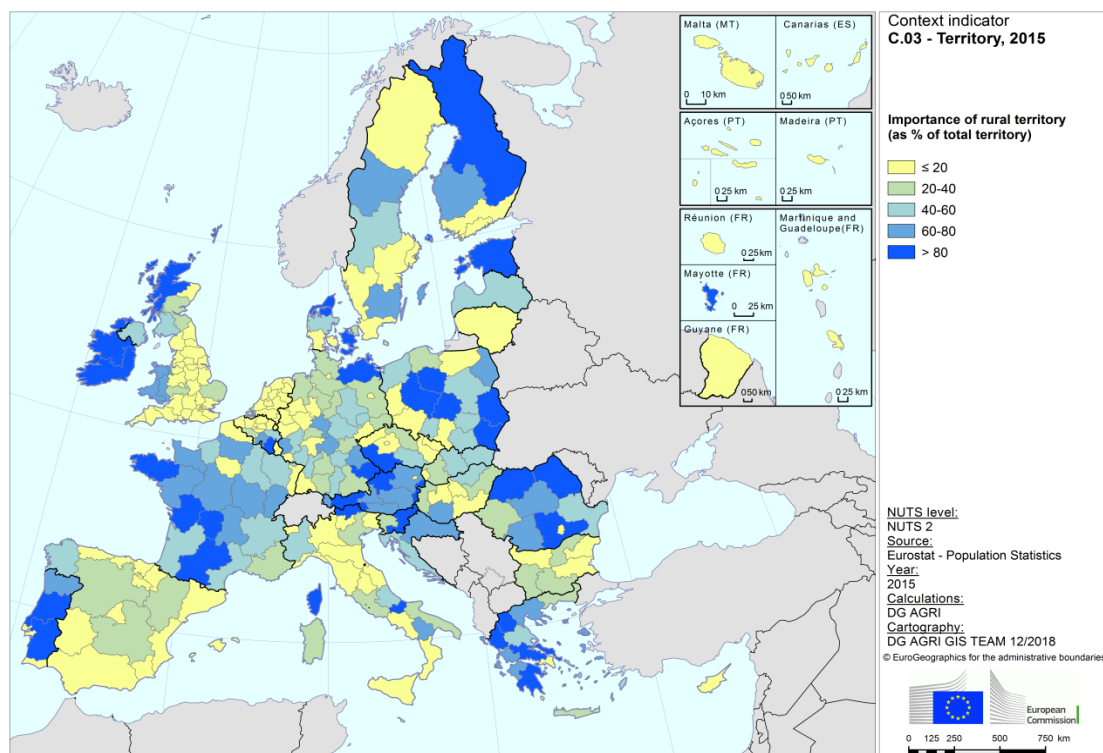 Context indicator
C.03 - Territory, 2015
Importance of rural territory
(as % of total territory)
≤ 20
20-40
40-60
60-80
> 80
Malta (MT)
0 10 km
Canarias (ES)
0 50 km
Açores (PT)
0 25 km
Madeira (PT)
0 25 km
Réunion (FR)
0 25 km
Martinique and
Guadeloupe(FR)
0 25 km
Mayotte (FR)
0 25 km
Guyane (FR)
0 50 km
NUTS level:
NUTS 2
Source:
Eurostat - Population Statistics
Year:
2015
Calculations:
DG AGRI
Cartography:
DG AGRI GIS TEAM 12/2018
© EuroGeographics for the administrative boundaries
European
Commission
0 125 250 500 750 km